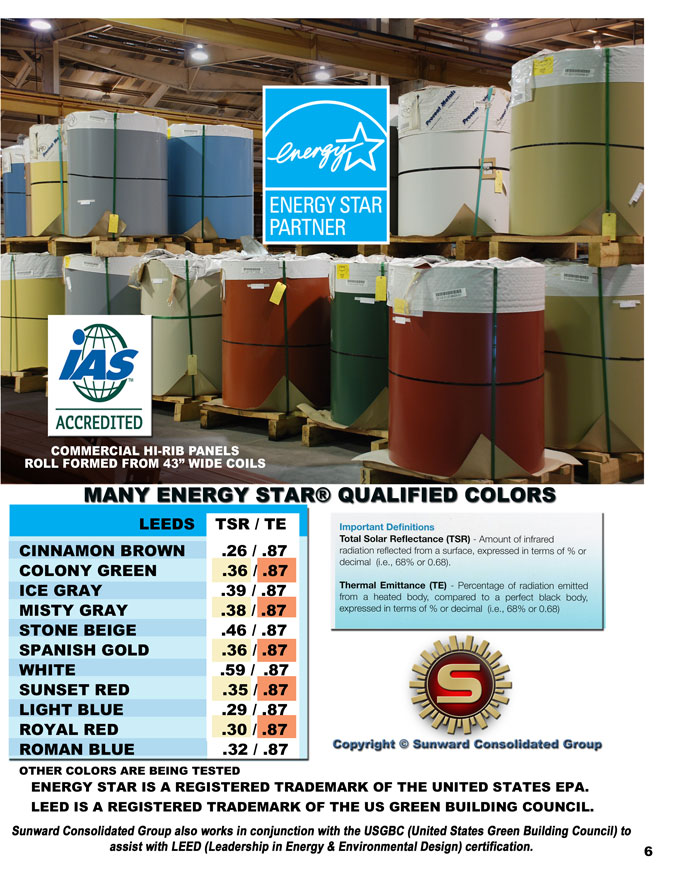 Provost Metals
Provost
energy
ENERGY STAR
PARTNER
iAS
TM
ACCREDITED
COMMERCIAL HI-RIB PANELS
ROLL FORMED FROM 43” WIDE COILS
MANY ENERGY STAR® QUALIFIED COLORS
LEEDS TSR / TE
CINNAMON BROWN .26 / .87
COLONY GREEN .36 / .87
ICE GRAY .39 / .87
MISTY GRAY .38 / .87
STONE BEIGE .46 / .87
SPANISH GOLD .36 / .87
WHITE .59 / .87
SUNSET RED .35 / .87
LIGHT BLUE .29 / .87
ROYAL RED .30 / .87
ROMAN BLUE .32 / .87
Important Definitions
Total Solar Reflectance (TSR) - Amount of infrared
radiation reflected from a surface, expressed in terms of % or
decimal (i.e., 68% or 0.68).
Thermal Emittance (TE) - Percentage of radiation emitted
from a heated body, compared to a perfect black body,
expressed in terms of % or decimal (i.e., 68% or 0.68)
S
Copyright © Sunward Consolidated Group
OTHER COLORS ARE BEING TESTED
ENERGY STAR IS A REGISTERED TRADEMARK OF THE UNITED STATES EPA.
LEED IS A REGISTERED TRADEMARK OF THE US GREEN BUILDING COUNCIL.
Sunward Consolidated Group also works in conjunction with the USGBC (United States Green Building Council) to
assist with LEED (Leadership in Energy & Environmental Design) certification.
6